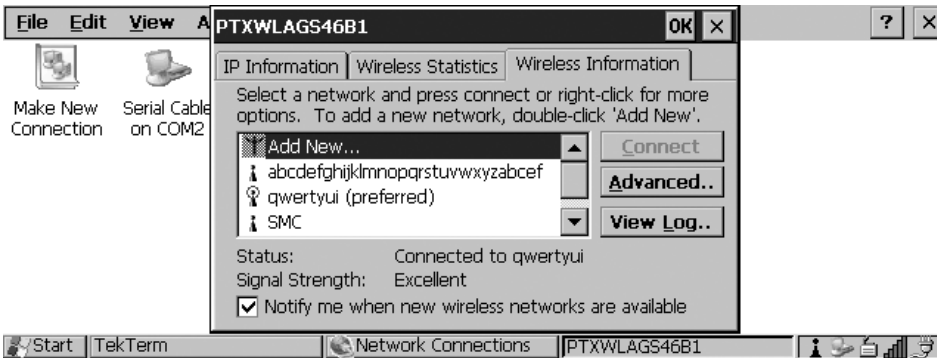 File Edit View A
PTXWLAGS46B1 OK ×
? ×
IP Information Wireless Statistics Wireless Information
Make New Connection
Serial Cable on COM2
Select a network and press connect or right-click for more
options. To add a new network, double-click 'Add New'.
Add New...
abcdefghijklmnopqrstuvwxyzabcef
qwertyui (preferred)
SMC
Connect
Advanced..
View Log..
Status: Connected to qwertyui
Signal Strength: Excellent
Notify me when new wireless networks are available
Start TekTerm Network Connections PTXWLAGS46B1